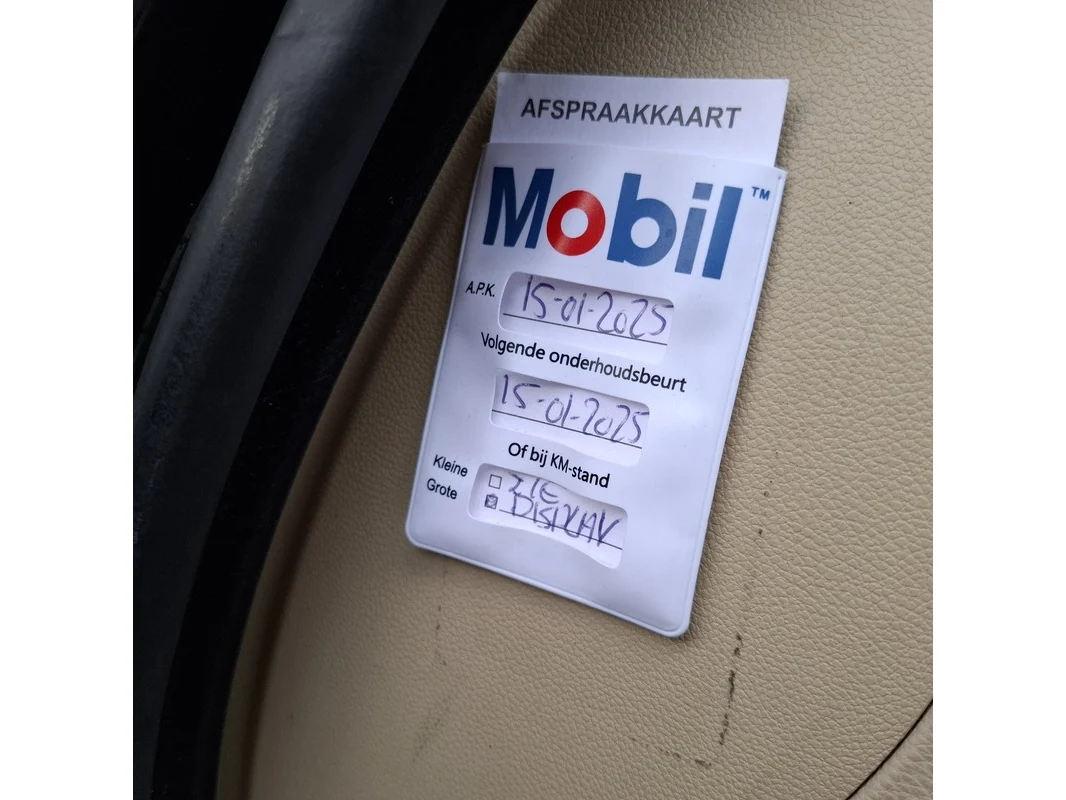 AFSPRAAKKAART
Mobil™
A.P.K. 15-01-2025
Volgende onderhoudsbeurt
15-01-2025
Of bij KM-stand
Kleine ZIE
Grote DISPLAY